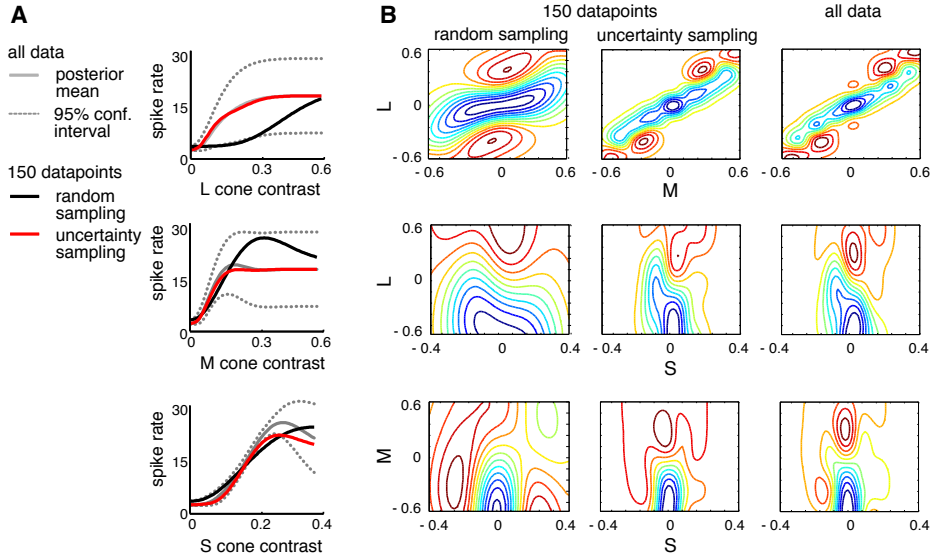 A
all data
posterior
mean
95% conf.
interval
150 datapoints
random
sampling
uncertainty
sampling
spike rate
30
15
0
0
0.3
0.6
L cone contrast
spike rate
30
15
0
0
0.3
0.6
M cone contrast
spike rate
30
15
0
0
0.2
0.4
S cone contrast
B
150 datapoints
all data
random sampling
uncertainty sampling
L
0.6
0
- 0.6
- 0.6
0
0.6
- 0.6
0
0.6
- 0.6
0
0.6
M
L
0.6
0
- 0.6
- 0.4
0
0.4
- 0.4
0
0.4
- 0.4
0
0.4
S
M
0.6
0
- 0.6
- 0.4
0
0.4
- 0.4
0
0.4
- 0.4
0
0.4
S